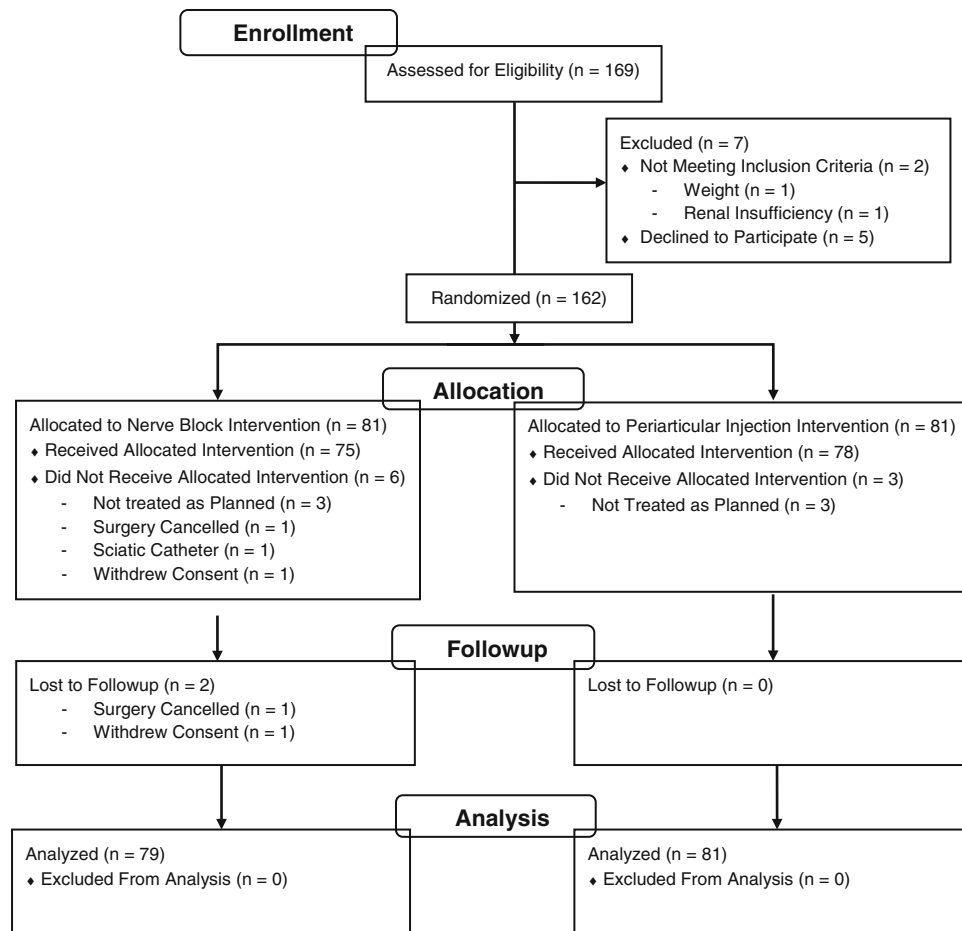 Enrollment
Assessed for Eligibility (n = 169)
Excluded (n = 7)
♦ Not Meeting Inclusion Criteria (n = 2)
- Weight (n = 1)
- Renal Insufficiency (n = 1)
♦ Declined to Participate (n = 5)
Randomized (n = 162)
Allocation
Allocated to Nerve Block Intervention (n = 81)
♦ Received Allocated Intervention (n = 75)
♦ Did Not Receive Allocated Intervention (n = 6)
- Not treated as Planned (n = 3)
- Surgery Cancelled (n = 1)
- Sciatic Catheter (n = 1)
- Withdrew Consent (n = 1)
Allocated to Periarticular Injection Intervention (n = 81)
♦ Received Allocated Intervention (n = 78)
♦ Did Not Receive Allocated Intervention (n = 3)
- Not Treated as Planned (n = 3)
Followup
Lost to Followup (n = 2)
- Surgery Cancelled (n = 1)
- Withdrew Consent (n = 1)
Lost to Followup (n = 0)
Analysis
Analyzed (n = 79)
♦ Excluded From Analysis (n = 0)
Analyzed (n = 81)
♦ Excluded From Analysis (n = 0)